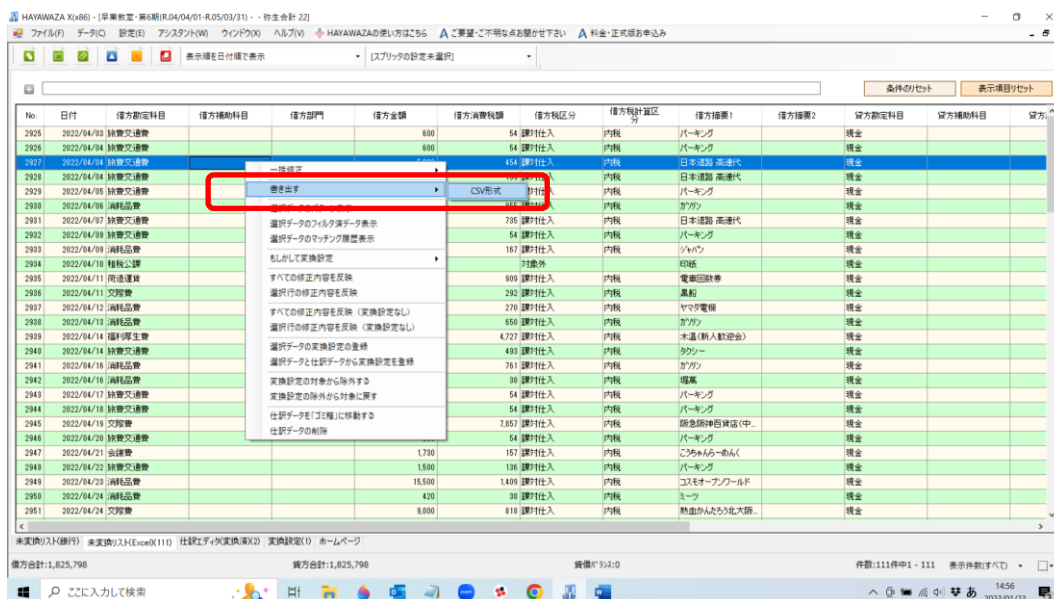 HAYAWAZA X(x86) - [早業教室・第6期(R.04/04/01-R.05/03/31) - - 弥生会計 22]
ファイル(F) データ(C) 設定(E) アシスタント(W) ウィンドウ(X) ヘルプ(V) HAYAWAZAの使い方はこちら ご要望・ご不明な点お聞かせ下さい 料金・正式版お申込み
表示順を日付順で表示 [スプリッタの設定未選択]
条件のリセット 表示項目リセット
No. 日付 借方勘定科目 借方補助科目 借方部門 借方金額 借方消費税額 借方税区分 借方税計算区分 借方摘要1 借方摘要2 貸方勘定科目 貸方補助科目
2925 2022/04/03 旅費交通費 600 54 課対仕入 内税 パーキング 現金
2926 2022/04/04 旅費交通費 600 54 課対仕入 内税 パーキング 現金
2927 2022/04/04 旅費交通費 454 課対仕入 内税 日本道路 高速代 現金
2928 2022/04/04 旅費交通費 内税 日本道路 高速代 現金
2929 2022/04/05 旅費交通費 内税 パーキング 現金
2930 2022/04/06 消耗品費 課対仕入 内税 ガソリン 現金
2931 2022/04/07 旅費交通費 735 課対仕入 内税 日本道路 高速代 現金
2932 2022/04/09 旅費交通費 54 課対仕入 内税 パーキング 現金
2933 2022/04/09 消耗品費 167 課対仕入 内税 ジャパン 現金
2934 2022/04/10 租税公課 対象外 印紙 現金
2935 2022/04/11 荷造運賃 909 課対仕入 内税 電車回数券 現金
2936 2022/04/11 交際費 292 課対仕入 内税 黒船 現金
2937 2022/04/12 消耗品費 270 課対仕入 内税 ヤマダ電機 現金
2938 2022/04/13 消耗品費 650 課対仕入 内税 ガソリン 現金
2939 2022/04/14 福利厚生費 4,727 課対仕入 内税 木温(新人歓迎会) 現金
2940 2022/04/14 旅費交通費 493 課対仕入 内税 タクシー 現金
2941 2022/04/16 消耗品費 761 課対仕入 内税 ガソリン 現金
2942 2022/04/16 消耗品費 38 課対仕入 内税 堀萬 現金
2943 2022/04/17 旅費交通費 54 課対仕入 内税 パーキング 現金
2944 2022/04/18 旅費交通費 54 課対仕入 内税 パーキング 現金
2945 2022/04/19 交際費 7,857 課対仕入 内税 阪急阪神百貨店(中... 現金
2946 2022/04/20 旅費交通費 54 課対仕入 内税 パーキング 現金
2947 2022/04/21 会議費 1,730 157 課対仕入 内税 こうちゃんらーめん( 現金
2948 2022/04/22 旅費交通費 1,500 136 課対仕入 内税 パーキング 現金
2949 2022/04/23 消耗品費 15,500 1,409 課対仕入 内税 コスモオープンワールド 現金
2950 2022/04/24 消耗品費 420 38 課対仕入 内税 ミーツ 現金
2951 2022/04/24 交際費 9,000 818 課対仕入 内税 熱血かんたろう北大阪... 現金
一括修正
書き出す CSV形式
選択データのフィルタ済データ表示
選択データのマッチング履歴表示
もしかして変換設定
すべての修正内容を反映
選択行の修正内容を反映
すべての修正内容を反映(変換設定なし)
選択行の修正内容を反映(変換設定なし)
選択データの変換設定の登録
選択データと仕訳データから変換設定を登録
変換設定の対象から除外する
変換設定の除外から対象に戻す
仕訳データを「ゴミ箱」に移動する
仕訳データの削除
未変換リスト(銀行) 未変換リスト(Excel)(111) 仕訳エディタ(変換済)(2) 変換設定(1) ホームページ
借方合計:1,825,798 貸方合計:1,825,798 貸借バランス:0 件数:111件中1 - 111 表示件数(すべて)
ここに入力して検索 あ 14:56
2023/01/23